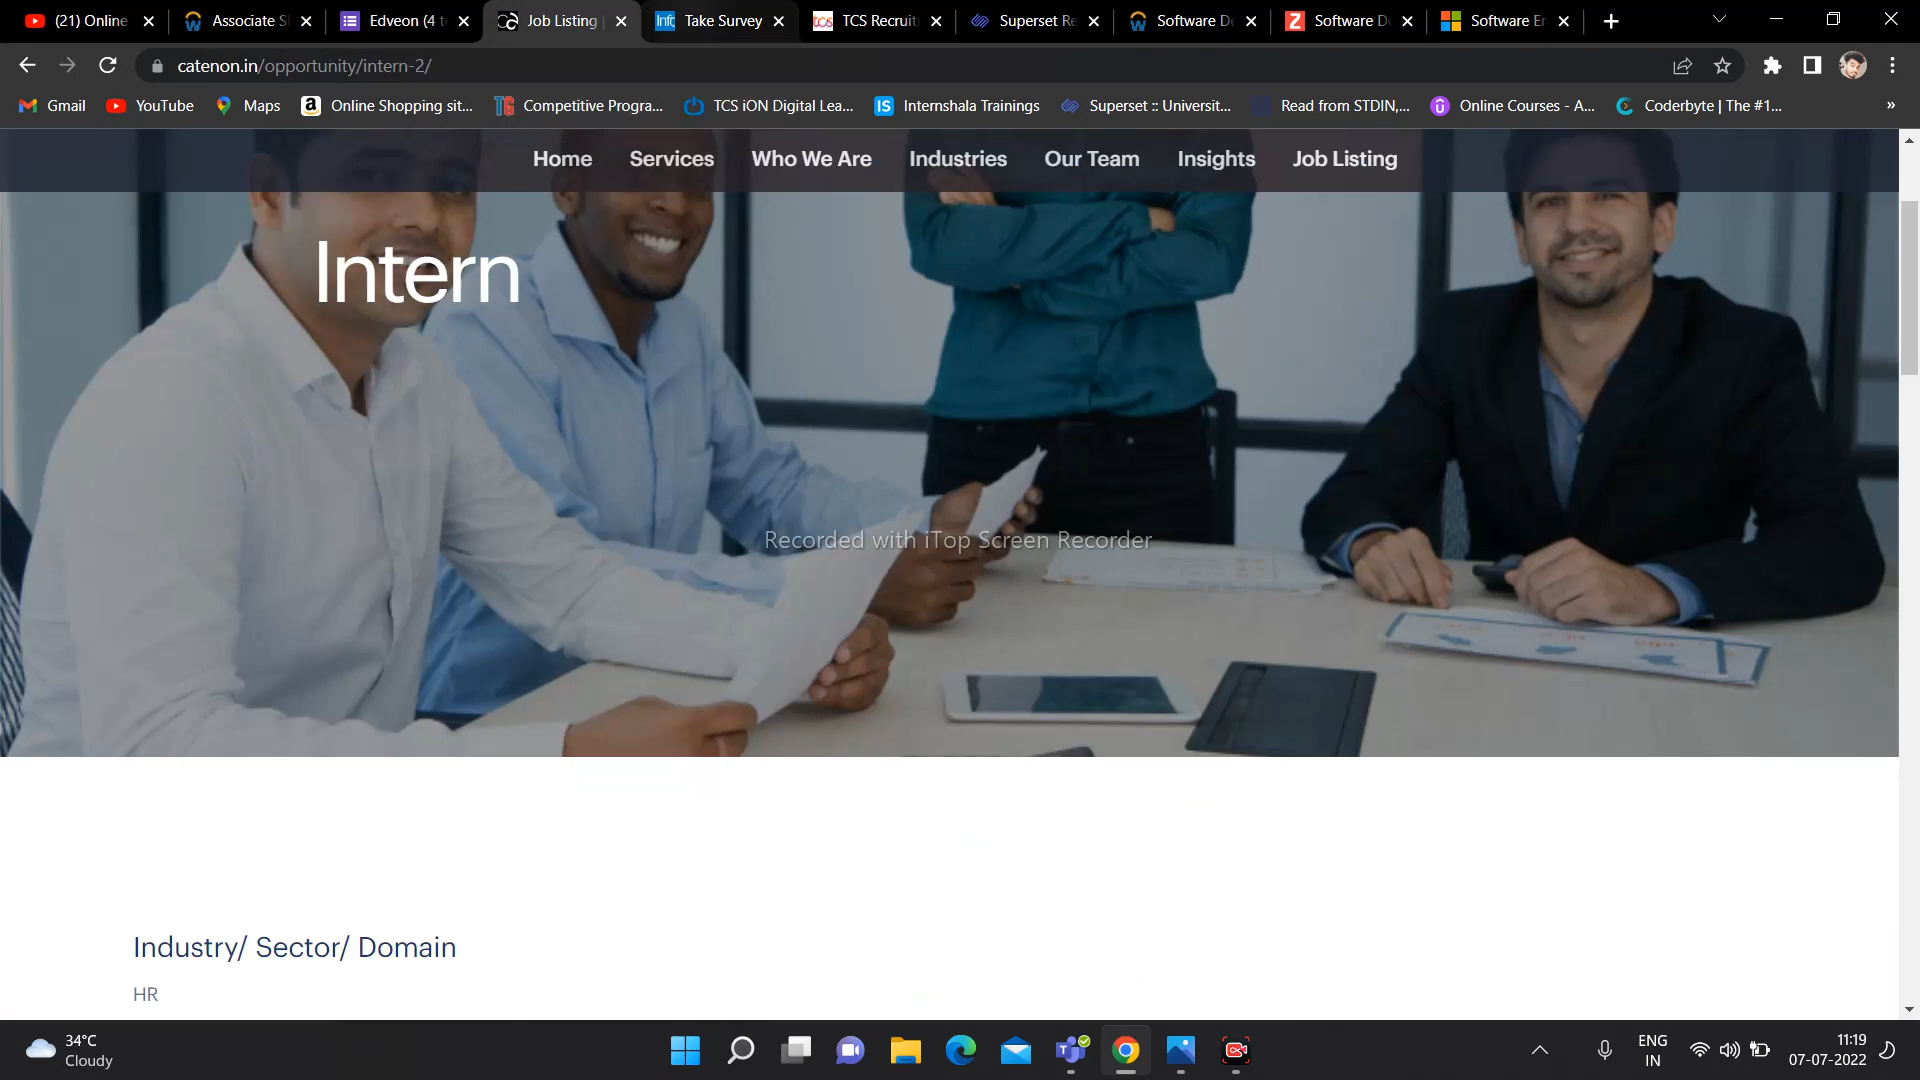 (21) Online
Associate S
Edveon (4 t
Job Listing
Take Survey
TCS Recruit
Superset Re
Software De
Software D
Software En
catenon.in/opportunity/intern-2/
Gmail
YouTube
Maps
Online Shopping sit...
Competitive Progra...
TCS iON Digital Lea...
Internshala Trainings
Superset :: Universit...
Read from STDIN,...
Online Courses - A...
Coderbyte | The #1...
»
Home
Services
Who We Are
Industries
Our Team
Insights
Job Listing
Intern
Recorded with iTop Screen Recorder
Industry/ Sector/ Domain
HR
34°C
Cloudy
ENG
IN
11:19
07-07-2022